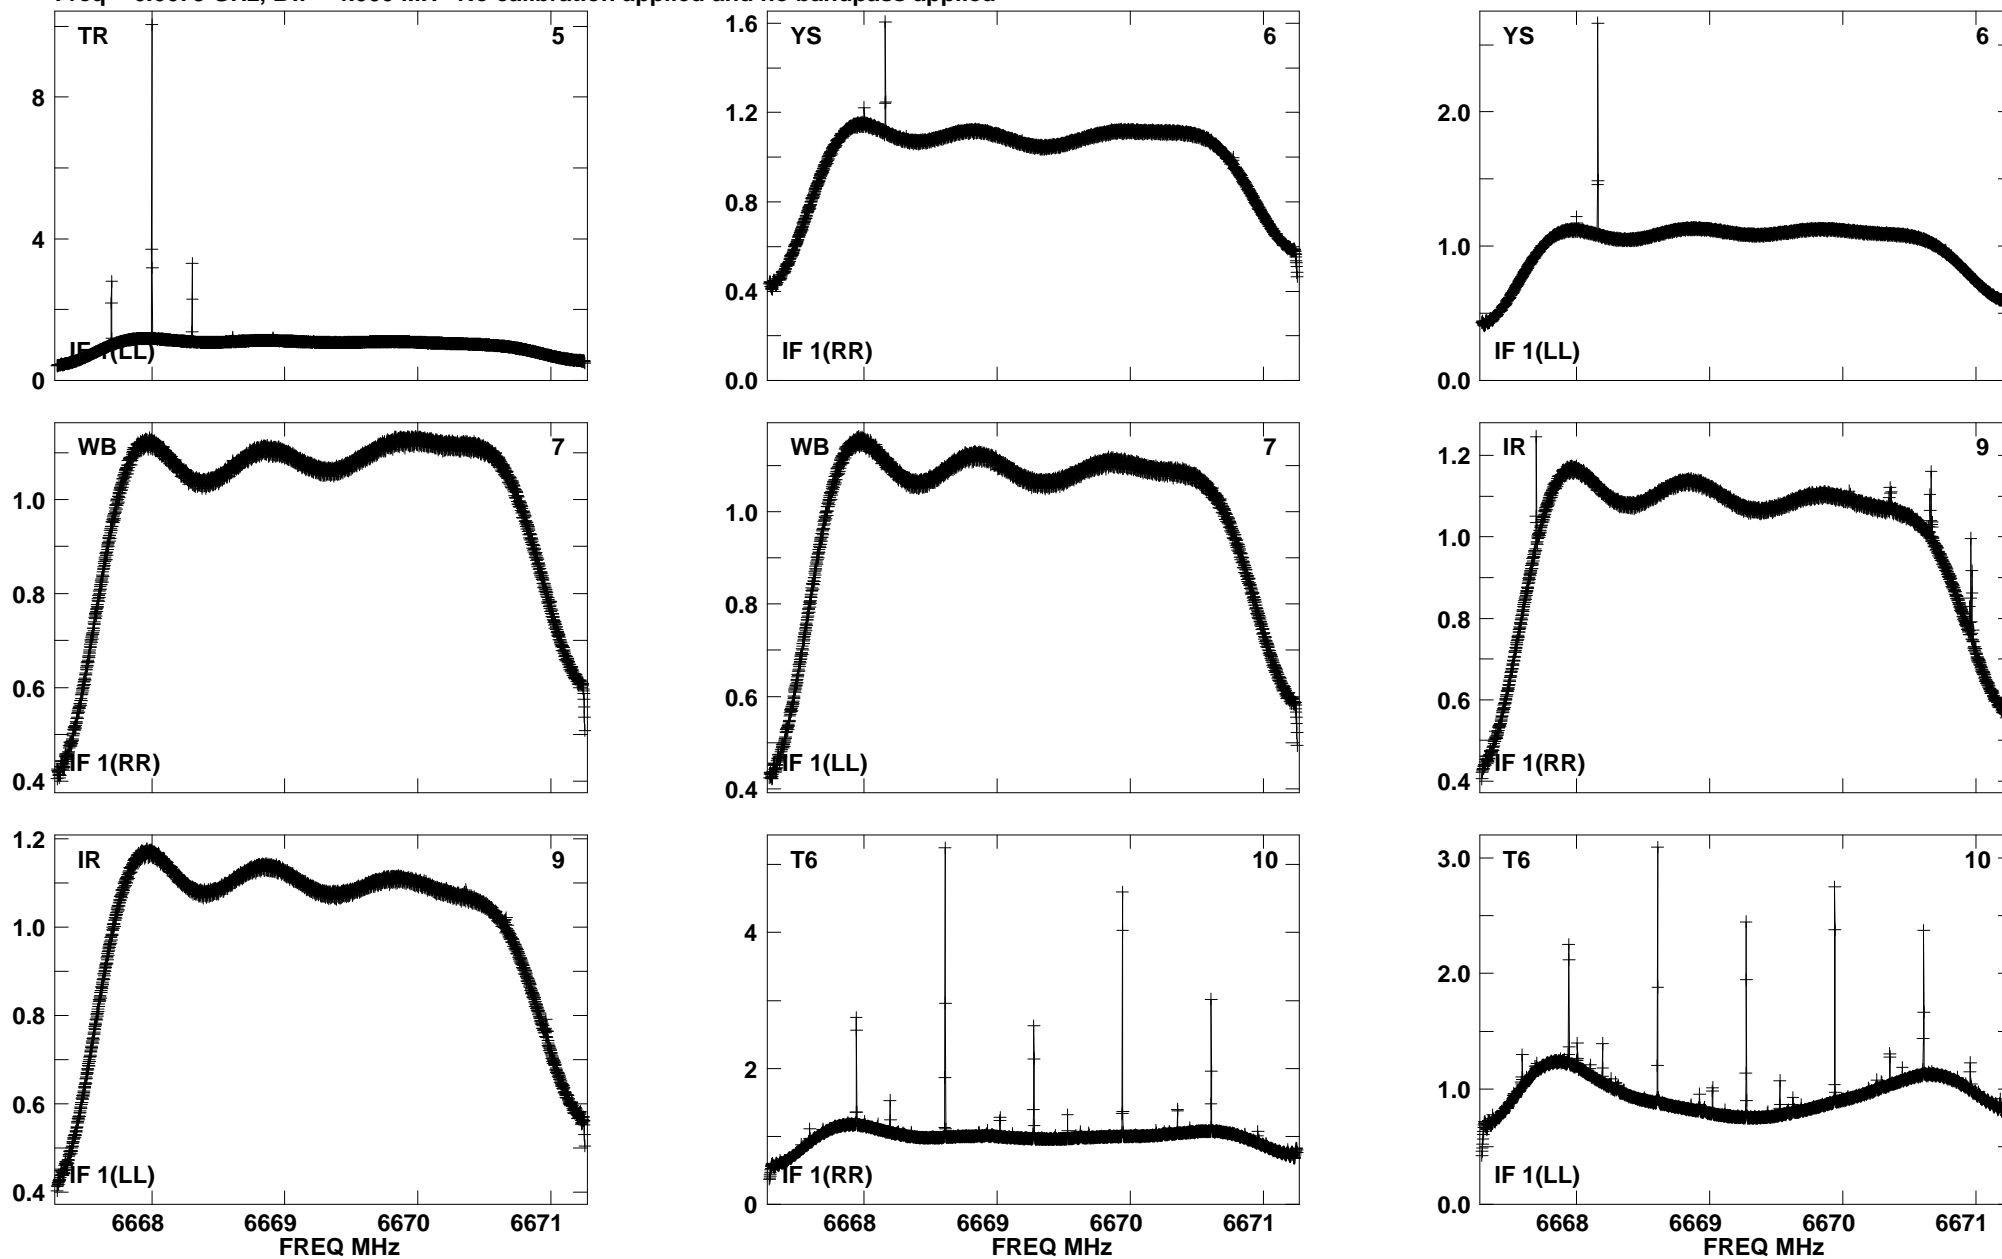 No calibration applied and no bandpass applied
TR 5
8
4
0
IF 1(LL)
YS 6
1.6
1.2
0.8
0.4
0.0
IF 1(RR)
YS 6
2.0
1.0
0.0
IF 1(LL)
WB 7
1.0
0.8
0.6
0.4
IF 1(RR)
WB 7
1.0
0.8
0.6
0.4
IF 1(LL)
IR 9
1.2
1.0
0.8
0.6
0.4
IF 1(RR)
IR 9
1.2
1.0
0.8
0.6
0.4
IF 1(LL)
6668 6669 6670 6671
FREQ MHz
T6 10
4
2
0
IF 1(RR)
6668 6669 6670 6671
FREQ MHz
T6 10
3.0
2.0
1.0
0.0
IF 1(LL)
6668 6669 6670 6671
FREQ MHz